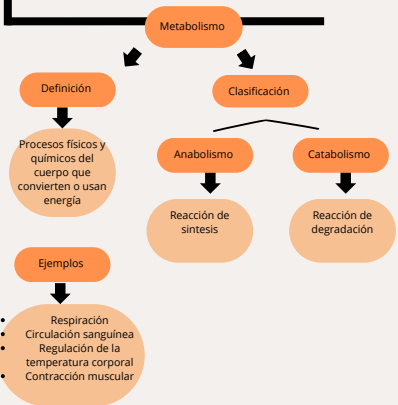 Metabolismo
Definición
Clasificación
Procesos físicos y
químicos del
cuerpo que
convierten o usan
energía
Anabolismo
Catabolismo
Reacción de
sintesis
Reacción de
degradación
Ejemplos
• Respiración
• Circulación sanguínea
• Regulación de la
temperatura corporal
• Contracción muscular